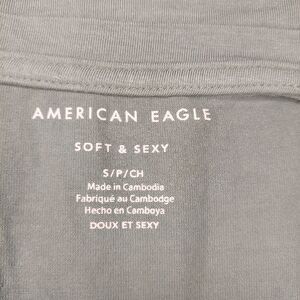 AMERICAN EAGLE
SOFT & SEXY
S/P/CH
Made in Cambodia
Fabriqué au Cambodge
Hecho en Camboya
DOUX ET SEXY